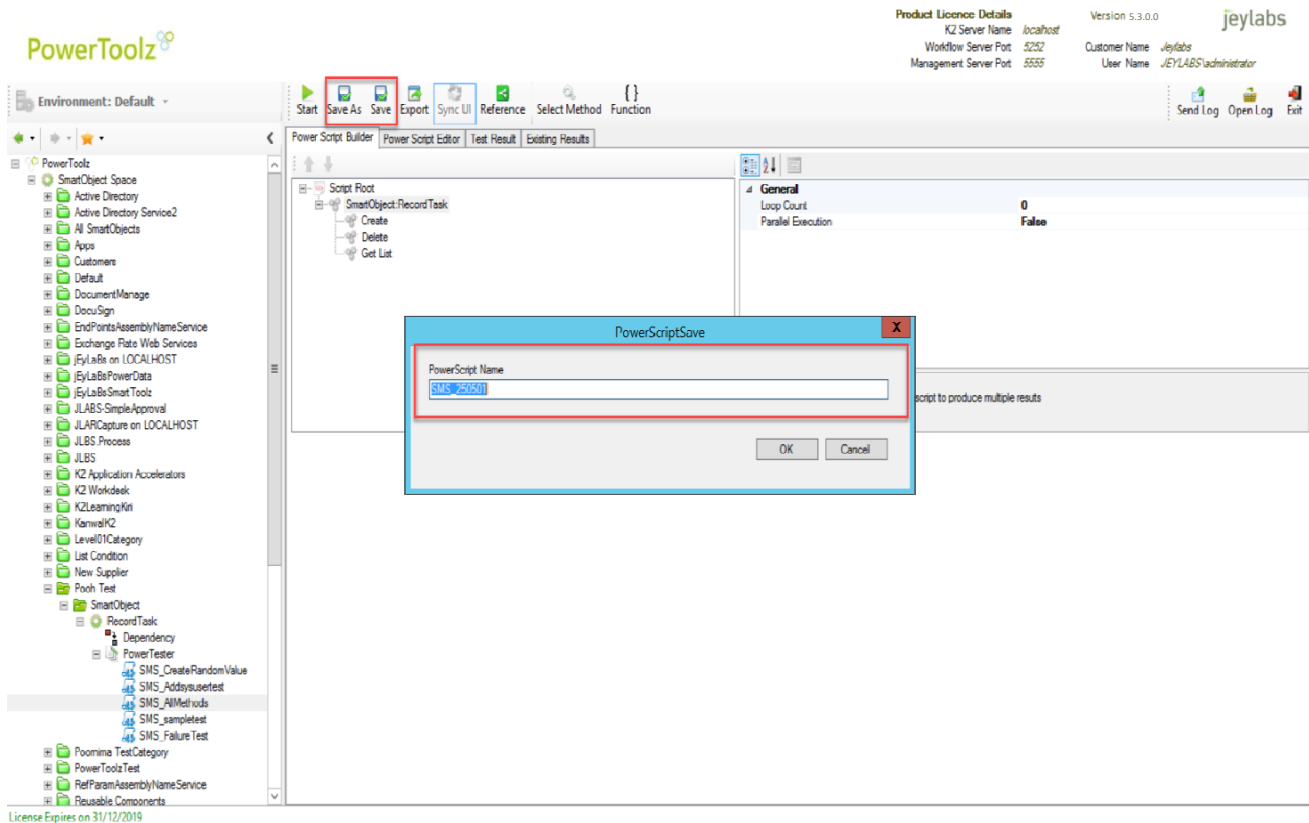 PowerToolz
Product Licence Details
K2 Server Name localhost
Workflow Server Port 5252
Management Server Port 5555
Version 5.3.0.0
Customer Name Jeylabs
User Name JEYLABS\administrator
jeylabs
Environment: Default
Start Save As Save Export Sync UI Reference Select Method Function
Send Log Open Log Exit
Power Script Builder Power Script Editor Test Result Existing Results
PowerToolz
SmartObject Space
Active Directory
Active Directory Service2
All SmartObjects
Apps
Customers
Default
DocumentManage
DocuSign
EndPointsAssemblyNameService
Exchange Rate Web Services
jEyLaBs on LOCALHOST
jEyLaBsPowerData
jEyLaBsSmartToolz
JLABS-SimpleApproval
JLARCapture on LOCALHOST
JLBS.Process
JLBS
K2 Application Accelerators
K2 Workdesk
K2LearningKiri
KanwalK2
Level01Category
List Condition
New Supplier
Pooh Test
SmartObject
RecordTask
Dependency
PowerTester
SMS_CreateRandomValue
SMS_Addsysusertest
SMS_AllMethods
SMS_sampletest
SMS_FailureTest
Poornima TestCategory
PowerToolzTest
RefParamAssemblyNameService
Reusable Components
Script Root
SmartObject:RecordTask
Create
Delete
Get List
General
Loop Count 0
Parallel Execution False
PowerScriptSave
X
PowerScript Name
SMS_250501
OK Cancel
script to produce multiple resuts
License Expires on 31/12/2019